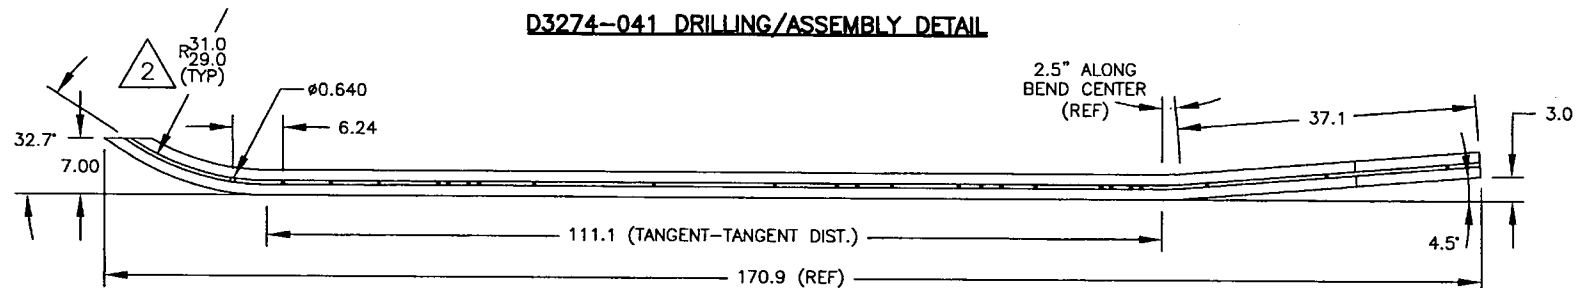 D3274-041 DRILLING/ASSEMBLY DETAIL
2
R31.0
29.0
(TYP)
ø0.640
2.5" ALONG
BEND CENTER
(REF)
6.24
37.1
3.0
32.7°
7.00
111.1 (TANGENT-TANGENT DIST.)
4.5°
170.9 (REF)